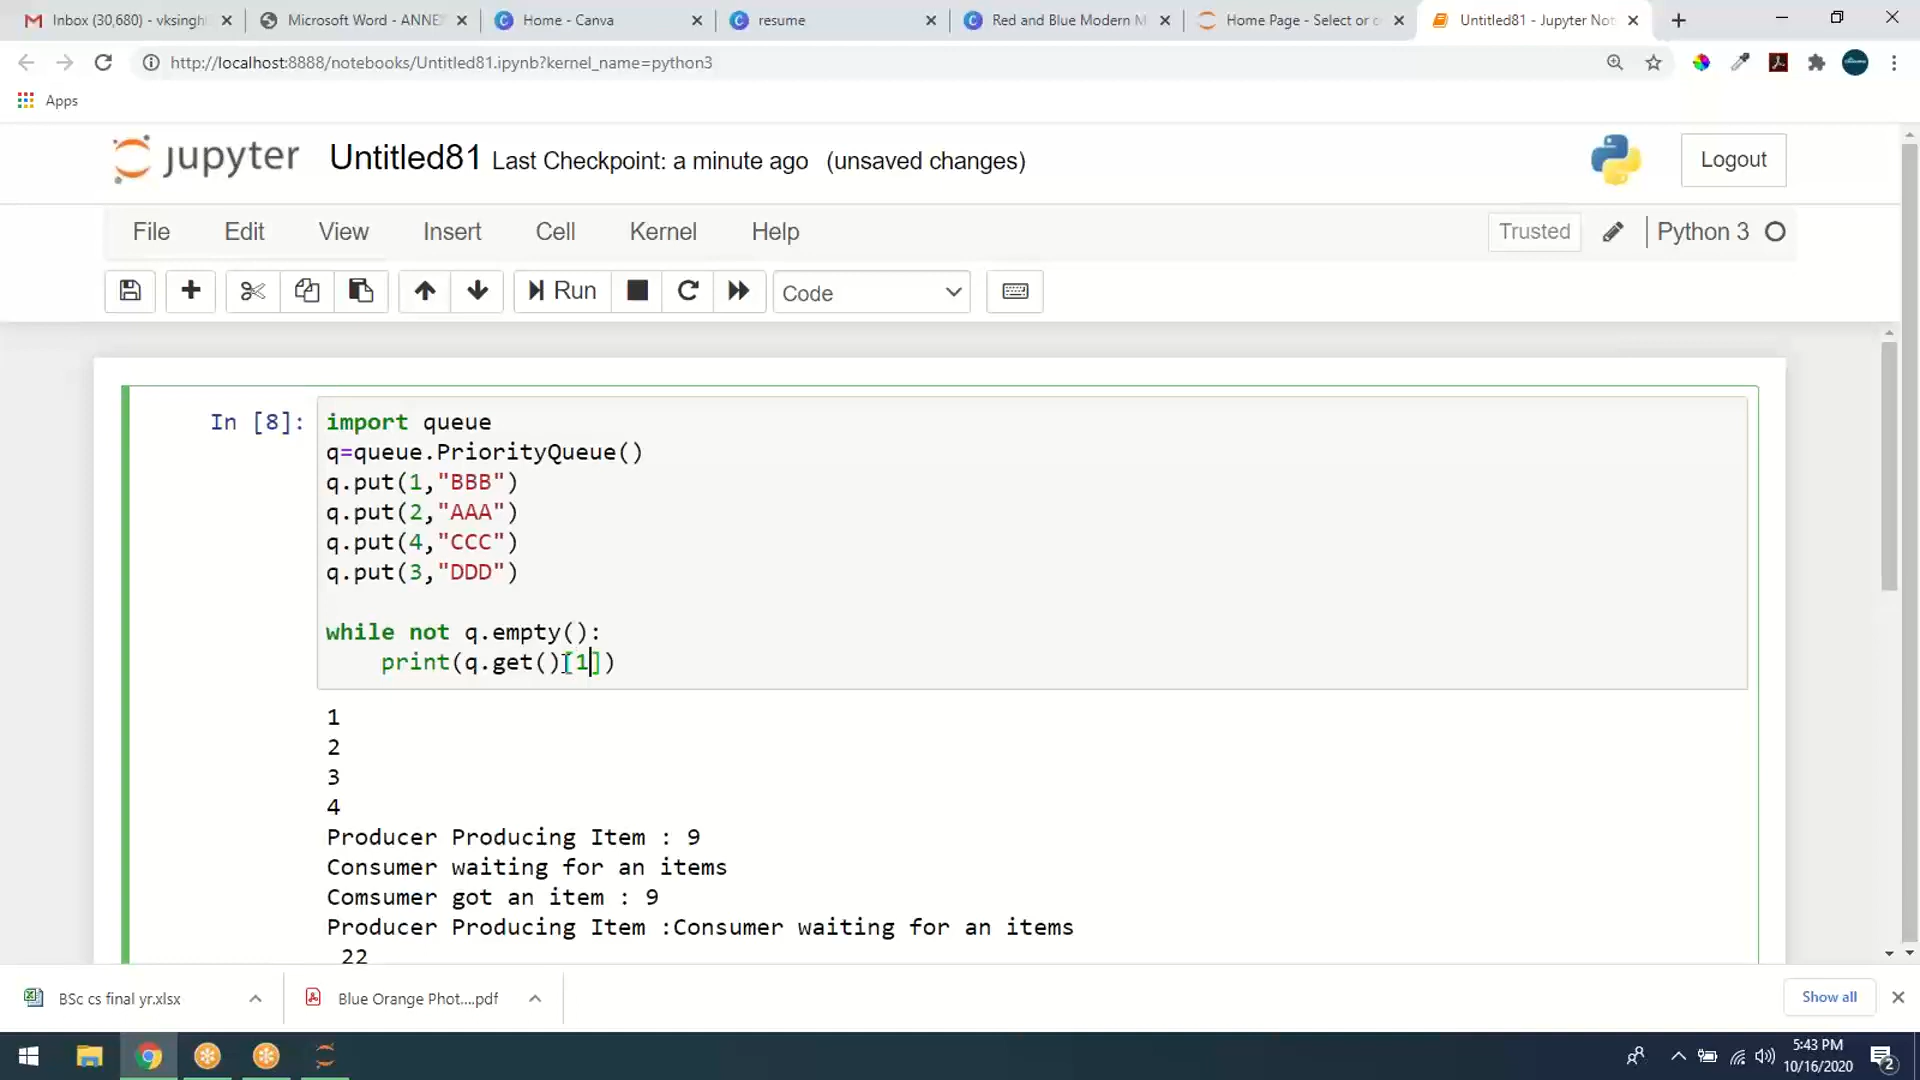 Inbox (30,680) - vksingh
Microsoft Word - ANNE
Home - Canva
resume
Red and Blue Modern M
Home Page - Select or c
Untitled81 - Jupyter Not
http://localhost:8888/notebooks/Untitled81.ipynb?kernel_name=python3
Apps
jupyter Untitled81 Last Checkpoint: a minute ago (unsaved changes)
Logout
File Edit View Insert Cell Kernel Help
Trusted
Python 3
Run
Code
In [8]:
import queue
q=queue.PriorityQueue()
q.put(1,"BBB")
q.put(2,"AAA")
q.put(4,"CCC")
q.put(3,"DDD")
while not q.empty():
print(q.get()[1])
1
2
3
4
Producer Producing Item : 9
Consumer waiting for an items
Comsumer got an item : 9
Producer Producing Item :Consumer waiting for an items
22
BSc cs final yr.xlsx
Blue Orange Phot....pdf
Show all
5:43 PM
10/16/2020
2